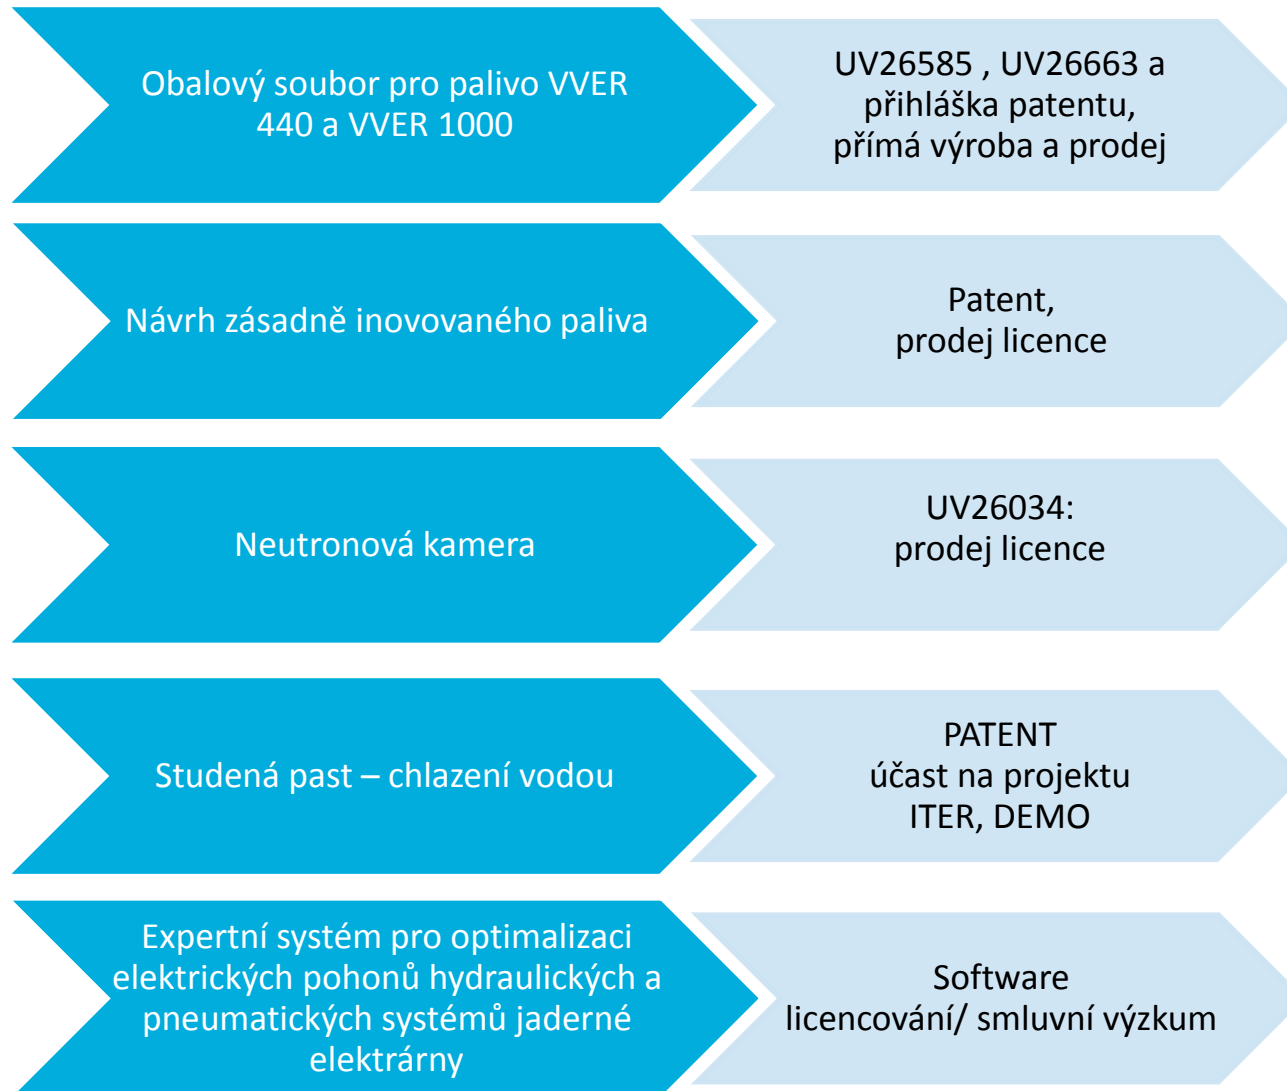 Obalový soubor pro palivo VVER
440 a VVER 1000
UV26585 , UV26663 a
přihláška patentu,
přímá výroba a prodej
Návrh zásadně inovovaného paliva
Patent,
prodej licence
Neutronová kamera
UV26034:
prodej licence
Studená past – chlazení vodou
PATENT
účast na projektu
ITER, DEMO
Expertní systém pro optimalizaci
elektrických pohonů hydraulických a
pneumatických systémů jaderné
elektrárny
Software
licencování/ smluvní výzkum